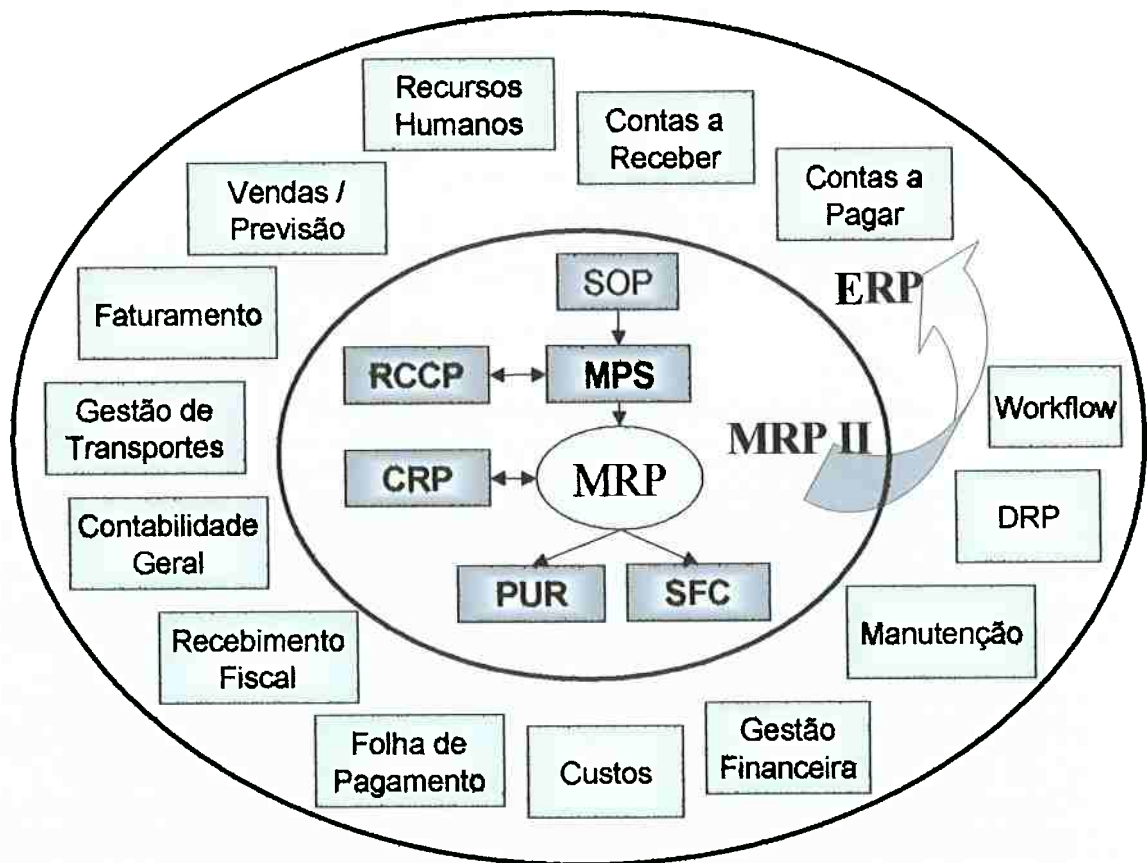 Recursos
Humanos
Contas a
Receber
Contas a
Pagar
Vendas /
Previsão
SOP
ERP
Faturamento
RCCP
MPS
Workflow
Gestão de
Transportes
MRP II
CRP
MRP
DRP
Contabilidade
Geral
PUR
SFC
Manutenção
Recebimento
Fiscal
Folha de
Pagamento
Custos
Gestão
Financeira